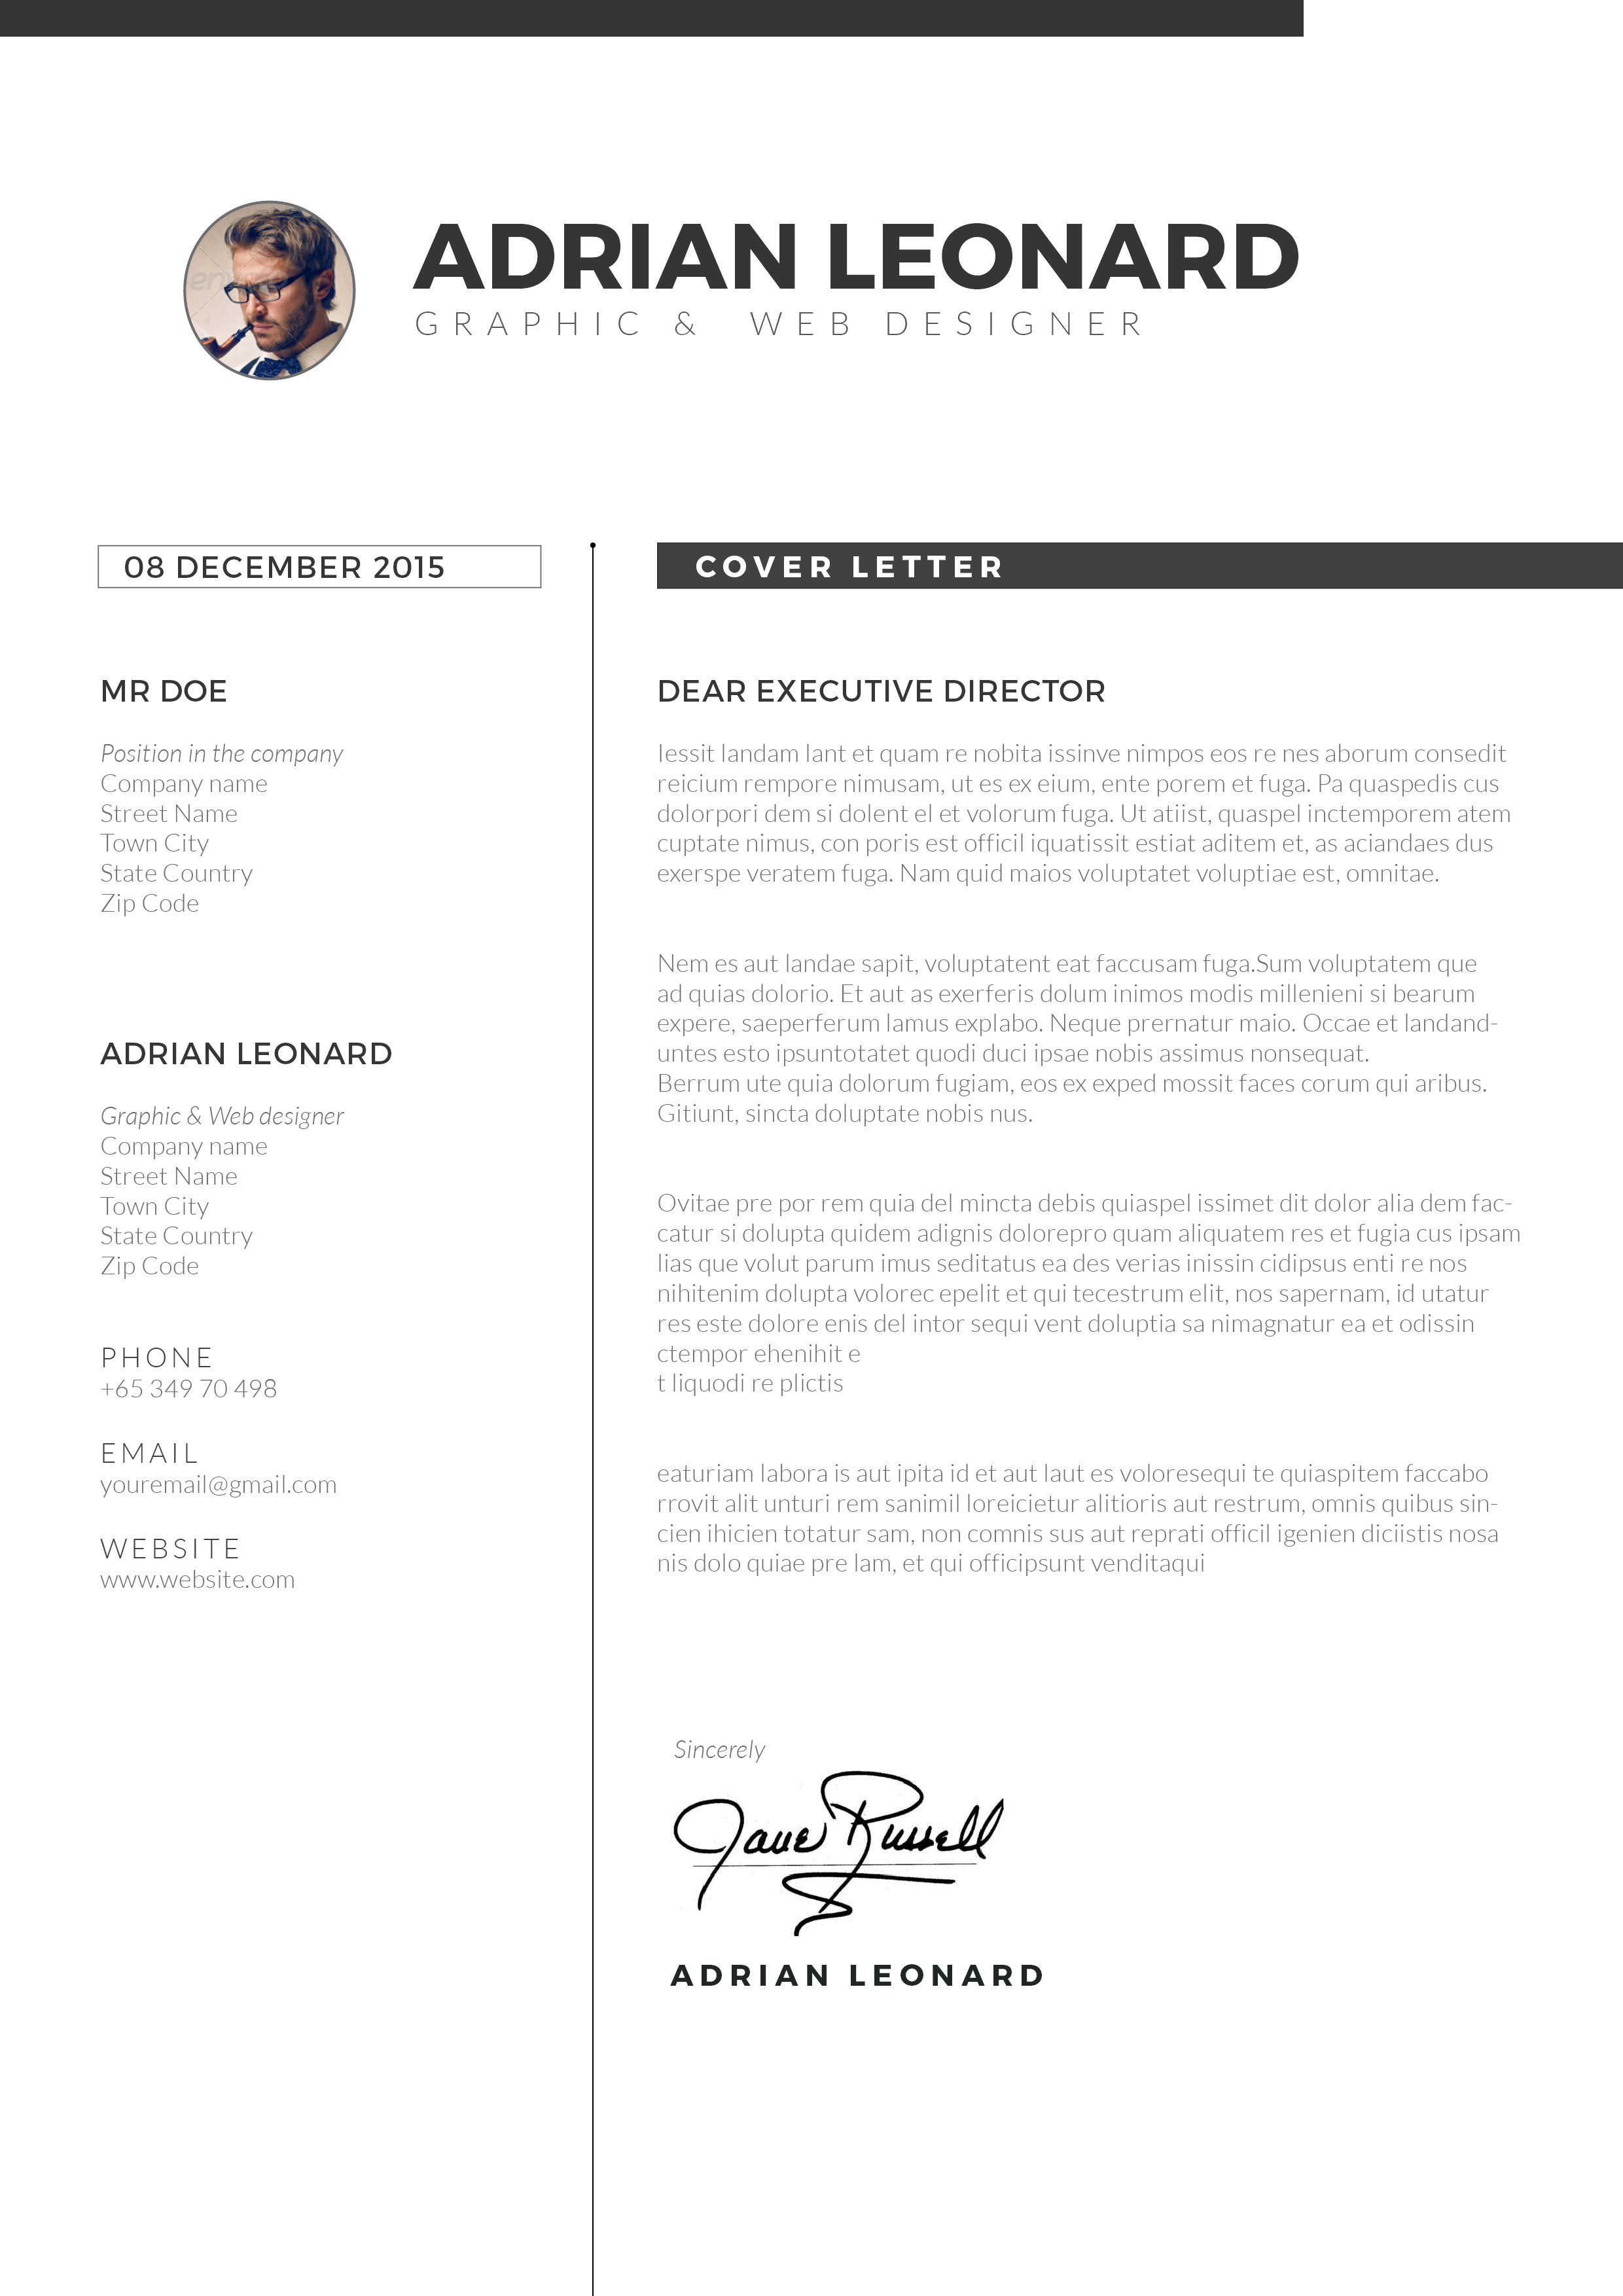 ADRIAN LEONARD
GRAPHIC & WEB DESIGNER
08 DECEMBER 2015
MR DOE
Position in the company
Company name
Street Name
Town City
State Country
Zip Code
ADRIAN LEONARD
Graphic & Web designer
Company name
Street Name
Town City
State Country
Zip Code
PHONE
+65 349 70 498
EMAIL
youremail@gmail.com
WEBSITE
www.website.com
COVER LETTER
DEAR EXECUTIVE DIRECTOR
Iessit landam lant et quam re nobita issinve nimpos eos re nes aborum consedit
reicium rempore nimusam, ut es ex eium, ente porem et fuga. Pa quaspedis cus
dolorpori dem si dolent el et volorum fuga. Ut atiist, quaspel inctemporem atem
cuptate nimus, con poris est officil iquatissit estiat aditem et, as aciandaes dus
exerspe veratem fuga. Nam quid maios voluptatet voluptiae est, omnitae.
Nem es aut landae sapit, voluptatent eat faccusam fuga.Sum voluptatem que
ad quias dolorio. Et aut as exerferis dolum inimos modis millenieni si bearum
expere, saeperferum lamus explabo. Neque prernatur maio. Occae et landand-
untes esto ipsuntotatet quodi duci ipsae nobis assimus nonsequat.
Berrum ute quia dolorum fugiam, eos ex exped mossit faces corum qui aribus.
Gitiunt, sincta doluptate nobis nus.
Ovitae pre por rem quia del mincta debis quiaspel issimet dit dolor alia dem fac-
catur si dolupta quidem adignis dolorepro quam aliquatem res et fugia cus ipsam
lias que volut parum imus seditatus ea des verias inissin cidipsus enti re nos
nihitenim dolupta volorec epelit et qui tecestrum elit, nos sapernam, id utatur
res este dolore enis del intor sequi vent doluptia sa nimagnatur ea et odissin
ctempor ehenihit e
t liquodi re plictis
eaturiam labora is aut ipita id et aut laut es voloresequi te quiaspitem faccabo
rrovit alit unturi rem sanimil loreicietur alitioris aut restrum, omnis quibus sin-
cien ihicien totatur sam, non comnis sus aut reprati officil igenien diciistis nosa
nis dolo quiae pre lam, et qui officipsunt venditaqui
Sincerely
Jane Russell
ADRIAN LEONARD